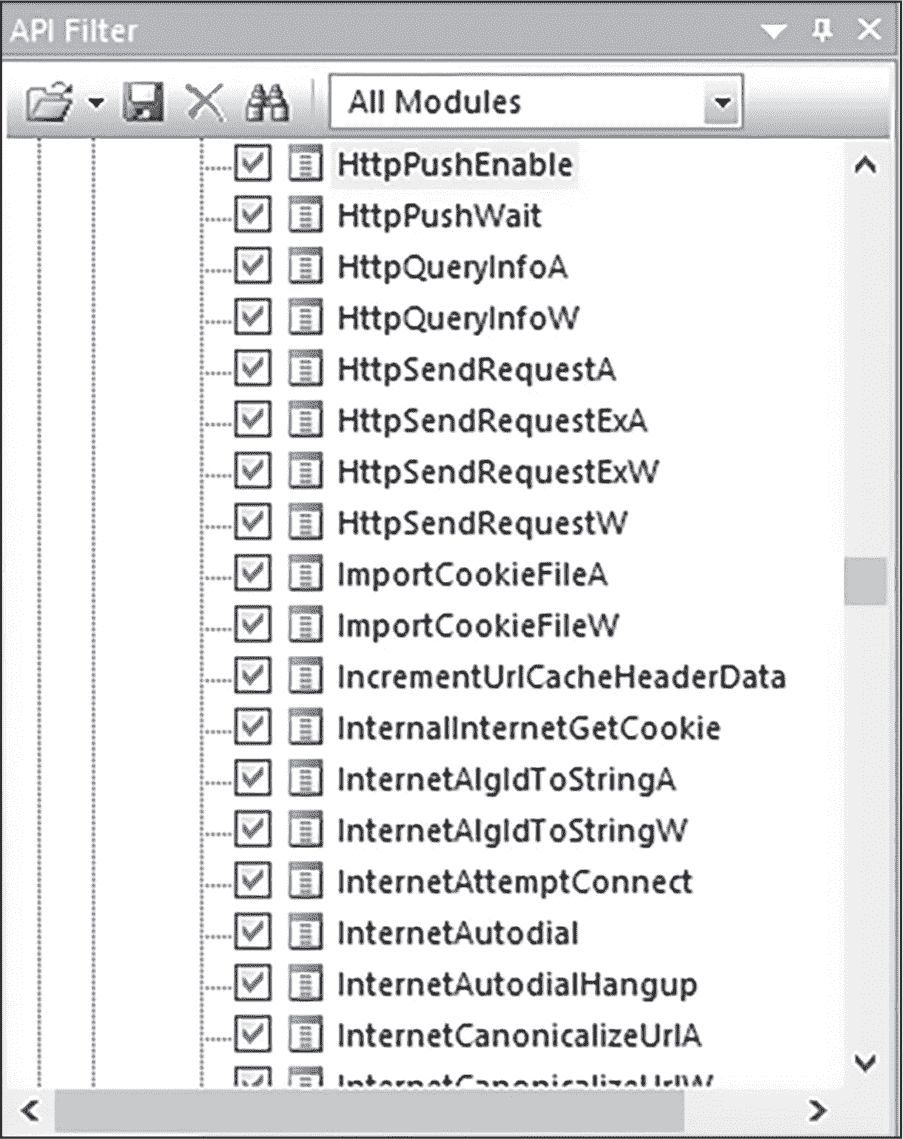 API Filter
All Modules
HttpPushEnable
HttpPushWait
HttpQueryInfoA
HttpQueryInfoW
HttpSendRequestA
HttpSendRequestExA
HttpSendRequestExW
HttpSendRequestW
ImportCookieFileA
ImportCookieFileW
IncrementUrlCacheHeaderData
InternalInternetGetCookie
InternetAlgIdToStringA
InternetAlgIdToStringW
InternetAttemptConnect
InternetAutodial
InternetAutodialHangup
InternetCanonicalizeUrlA
InternetCanonicalizeUrlW